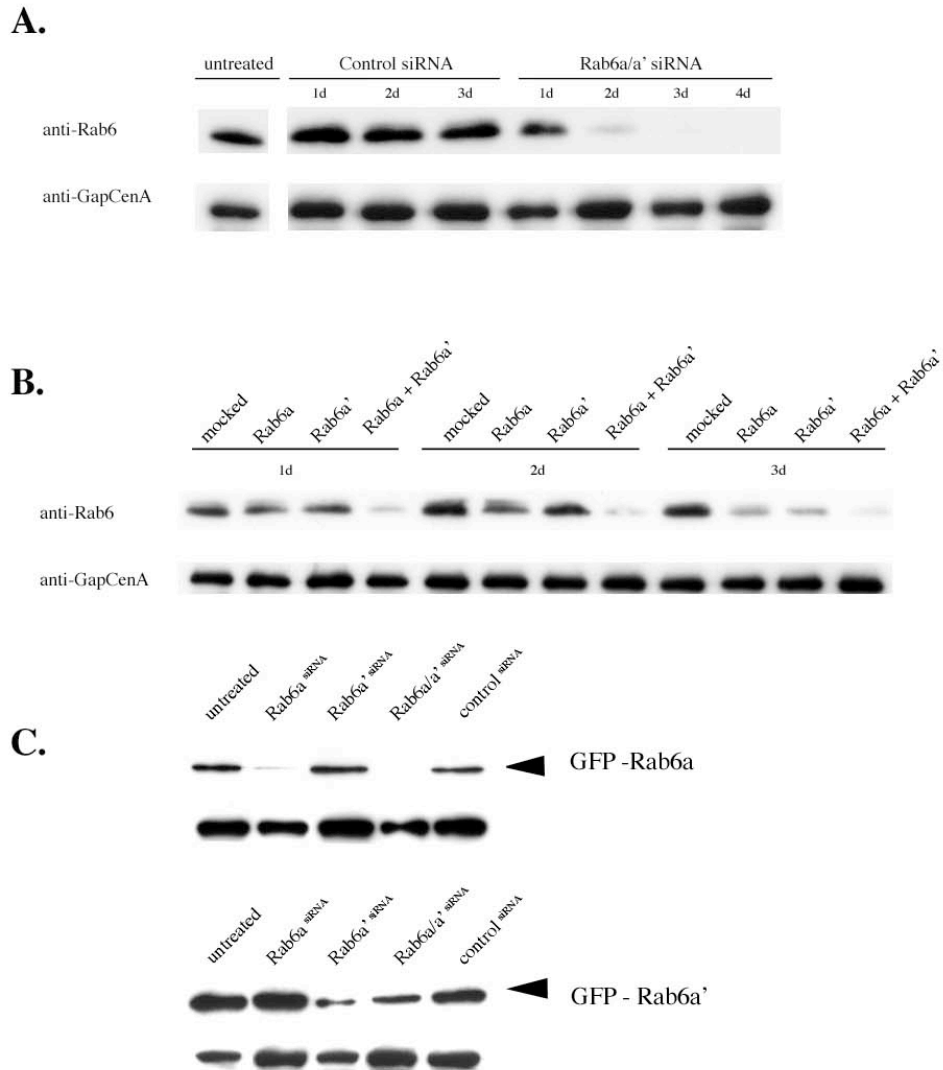 A.
untreated Control siRNA Rab6a/a' siRNA
1d 2d 3d 1d 2d 3d 4d
anti-Rab6
anti-GapCenA
B.
mocked Rab6a Rab6a' Rab6a + Rab6a' mocked Rab6a Rab6a' Rab6a + Rab6a' mocked Rab6a Rab6a' Rab6a + Rab6a'
1d 2d 3d
anti-Rab6
anti-GapCenA
C.
untreated Rab6a siRNA Rab6a' siRNA Rab6a/a' siRNA control siRNA
GFP -Rab6a
untreated Rab6a siRNA Rab6a' siRNA Rab6a/a' siRNA control siRNA
GFP - Rab6a'